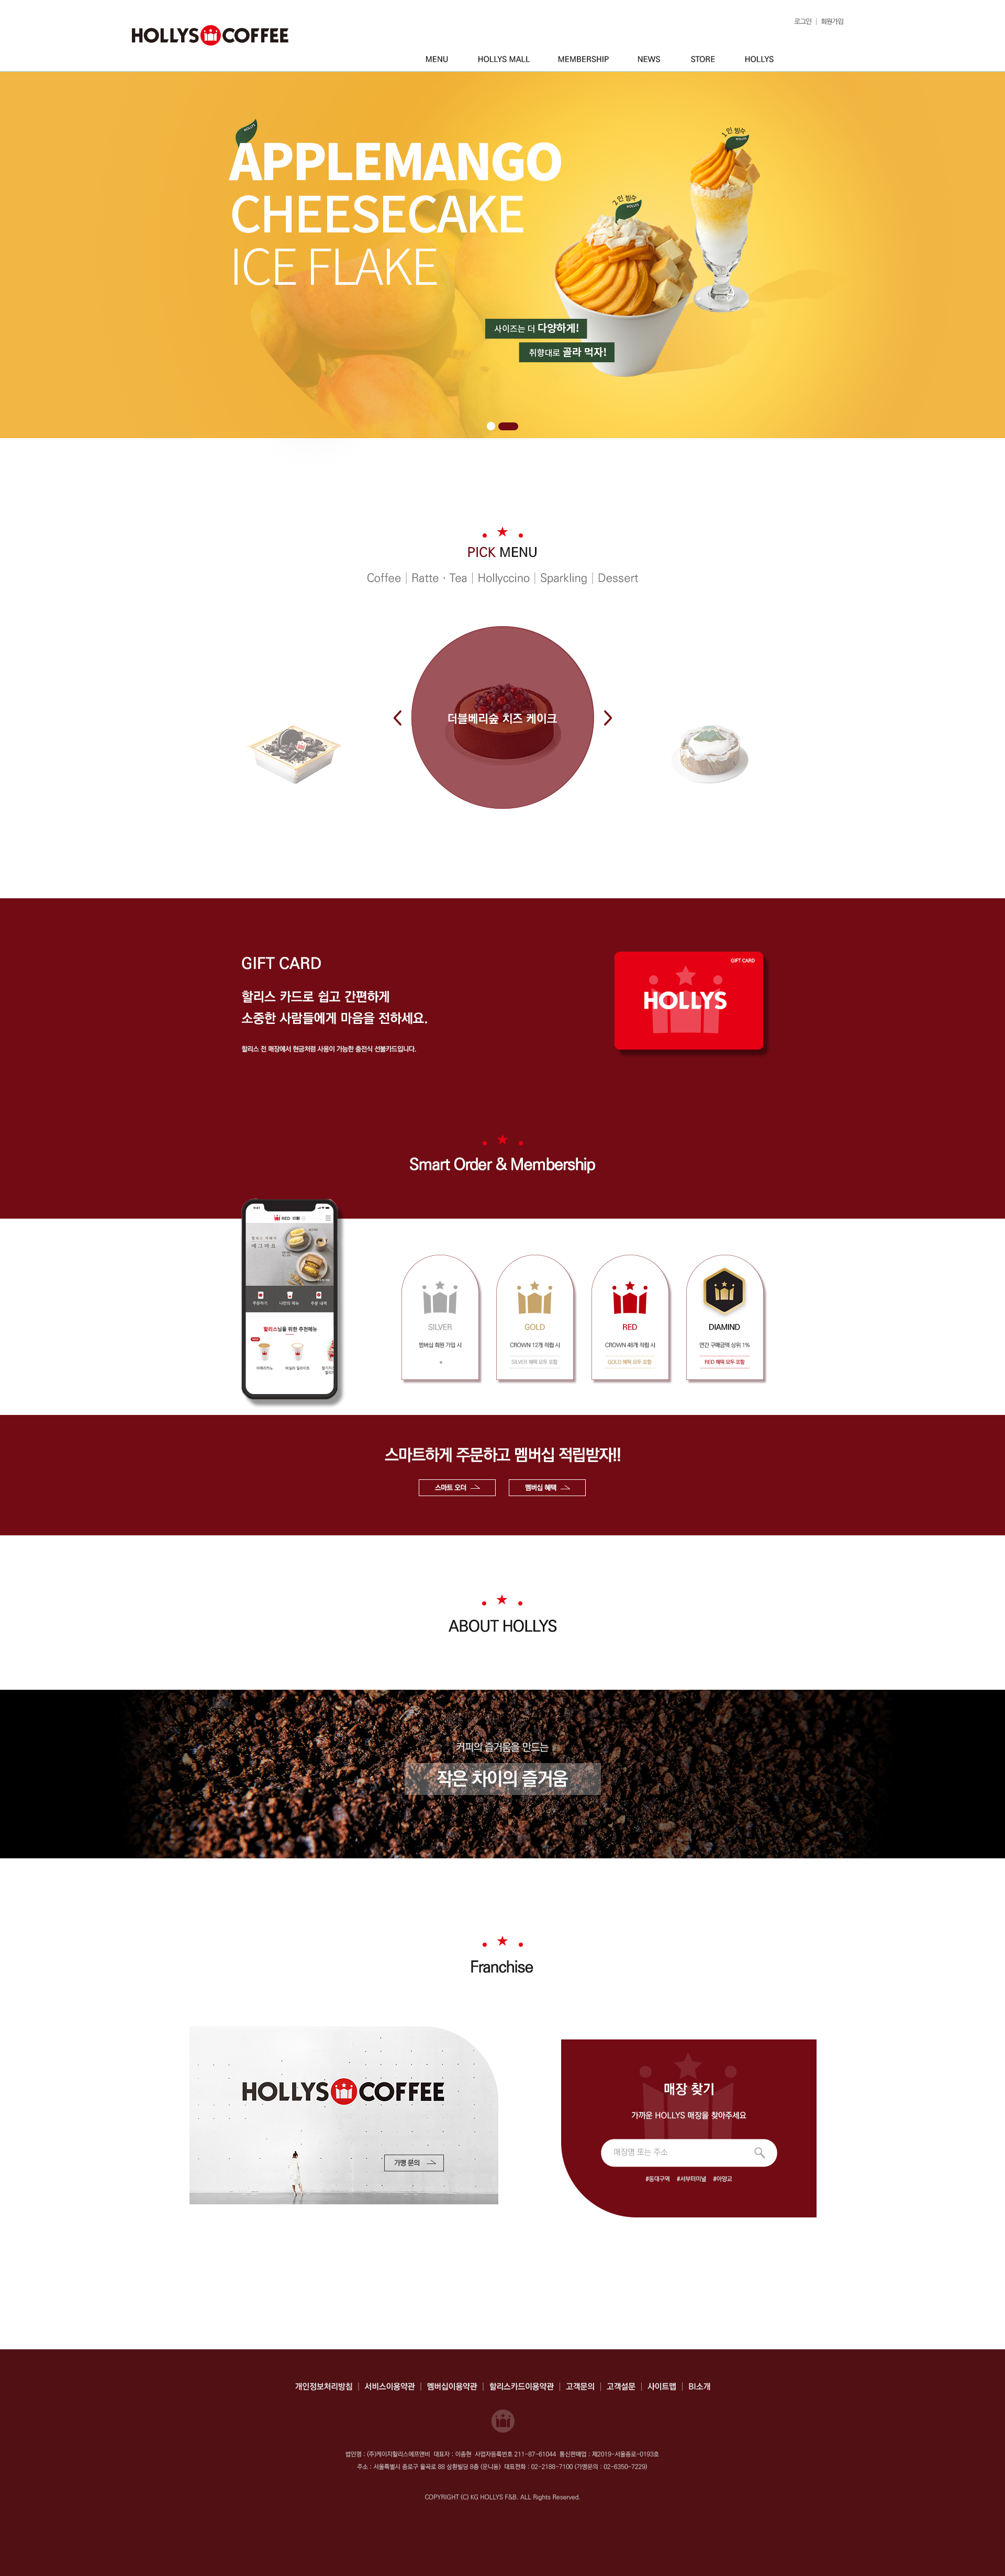 로그인 | 회원가입
HOLLYS COFFEE
MENU HOLLYS MALL MEMBERSHIP NEWS STORE HOLLYS
1인 빙수
HOLLYS
APPLEMANGO
CHEESECAKE
ICE FLAKE
2인 빙수
사이즈는 더 다양하게!
취향대로 골라 먹자!
PICK MENU
Coffee | Ratte · Tea | Hollyccino | Sparkling | Dessert
더블베리숲 치즈 케이크
GIFT CARD
할리스 카드로 쉽고 간편하게
소중한 사람들에게 마음을 전하세요.
할리스 전 매장에서 현금처럼 사용이 가능한 충전식 선불카드입니다.
GIFT CARD
HOLLYS
Smart Order & Membership
할리스님을 위한 추천메뉴
SILVER
멤버십 회원 가입 시
GOLD
CROWN 12개 적립 시
SILVER 혜택 모두 포함
RED
CROWN 48개 적립 시
GOLD 혜택 모두 포함
DIAMIND
연간 구매금액 상위 1%
RED 혜택 모두 포함
스마트하게 주문하고 멤버십 적립받자!!
스마트 오더
멤버십 혜택
ABOUT HOLLYS
커피의 즐거움을 만드는
작은 차이의 즐거움
Franchise
HOLLYS COFFEE
가맹 문의
매장 찾기
가까운 HOLLYS 매장을 찾아주세요
매장명 또는 주소
#동대구역 #서부터미널 #이망고
개인정보처리방침 | 서비스이용약관 | 멤버십이용약관 | 할리스카드이용약관 | 고객문의 | 고객설문 | 사이트맵 | BI소개
법인명 : (주)케이지할리스에프앤비 대표자 : 이종현 사업자등록번호 211-87-61044 통신판매업 : 제2019-서울종로-0193호
주소 : 서울특별시 종로구 율곡로 88 삼환빌딩 8층 (운니동) 대표전화 : 02-2188-7100 (가맹문의 : 02-6350-7229)
COPYRIGHT (C) KG HOLLYS F&B. ALL Rights Reserved.